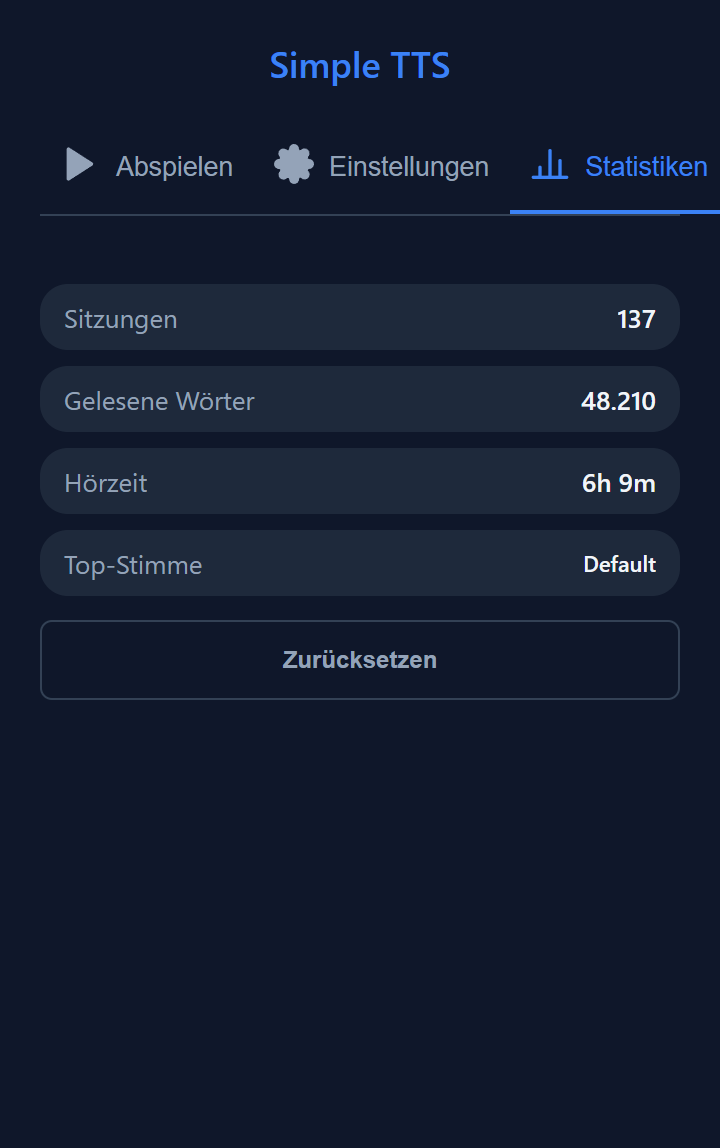 Simple TTS
Abspielen Einstellungen Statistiken
Sitzungen 137
Gelesene Wörter 48.210
Hörzeit 6h 9m
Top-Stimme Default
Zurücksetzen